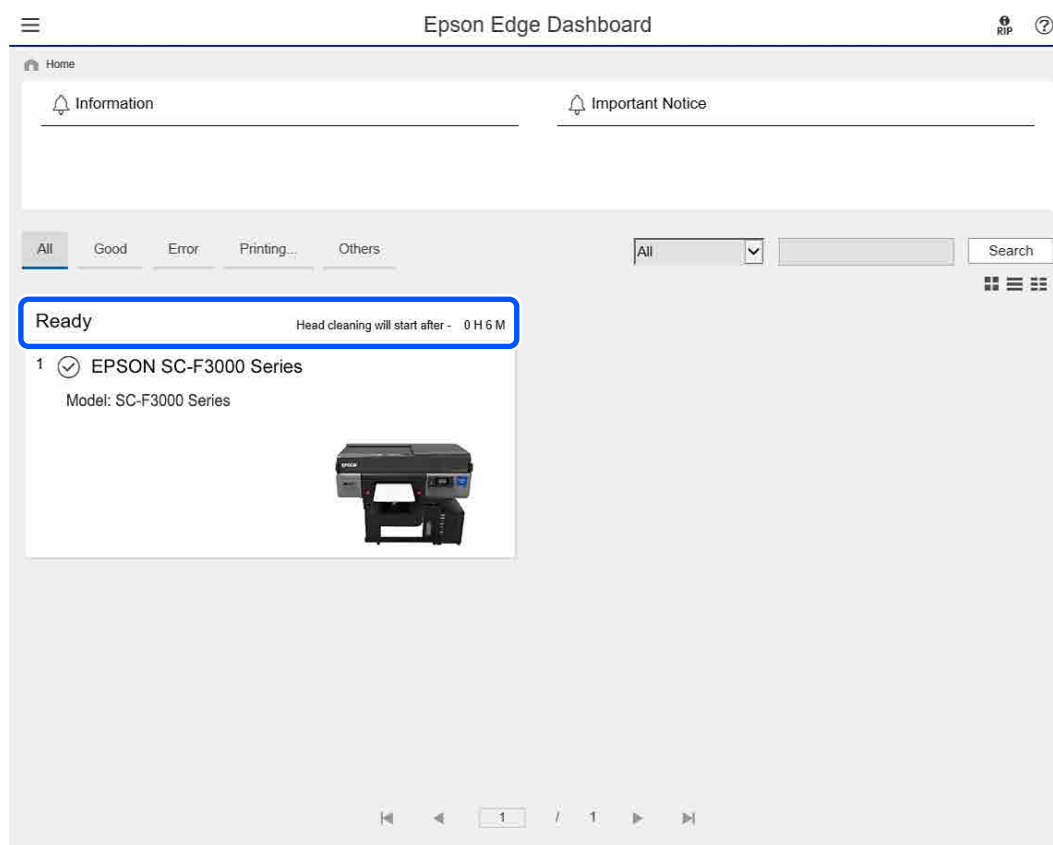 Epson Edge Dashboard
RIP
?
Home
Information
Important Notice
All Good Error Printing... Others
All
Search
Ready Head cleaning will start after - 0 H 6 M
1 EPSON SC-F3000 Series
Model: SC-F3000 Series
EPSON
1 / 1